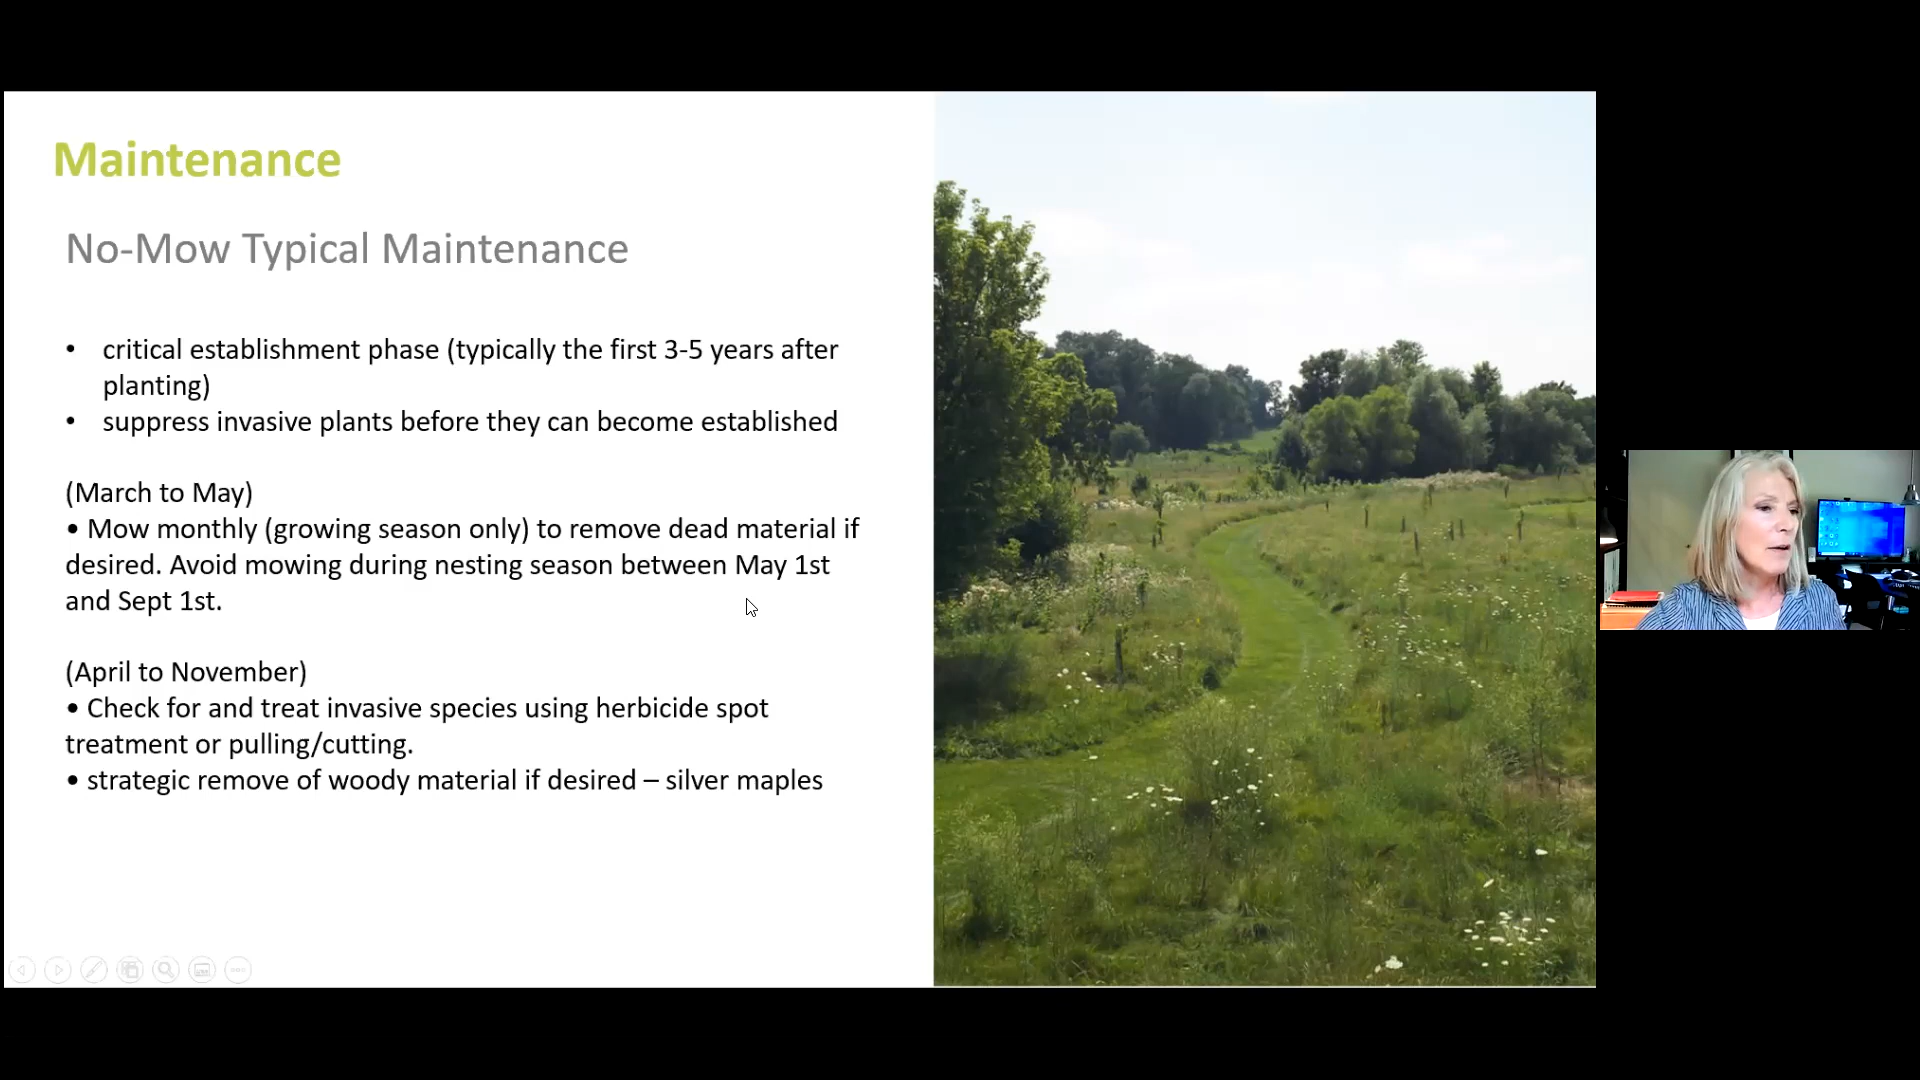 Maintenance
No-Mow Typical Maintenance
• critical establishment phase (typically the first 3-5 years after
planting)
• suppress invasive plants before they can become established
(March to May)
• Mow monthly (growing season only) to remove dead material if
desired. Avoid mowing during nesting season between May 1st
and Sept 1st.
(April to November)
• Check for and treat invasive species using herbicide spot
treatment or pulling/cutting.
• strategic remove of woody material if desired – silver maples